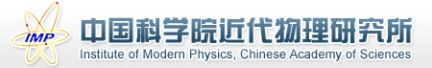 IMP
中国科学院近代物理研究所
Institute of Modern Physics, Chinese Academy of Sciences